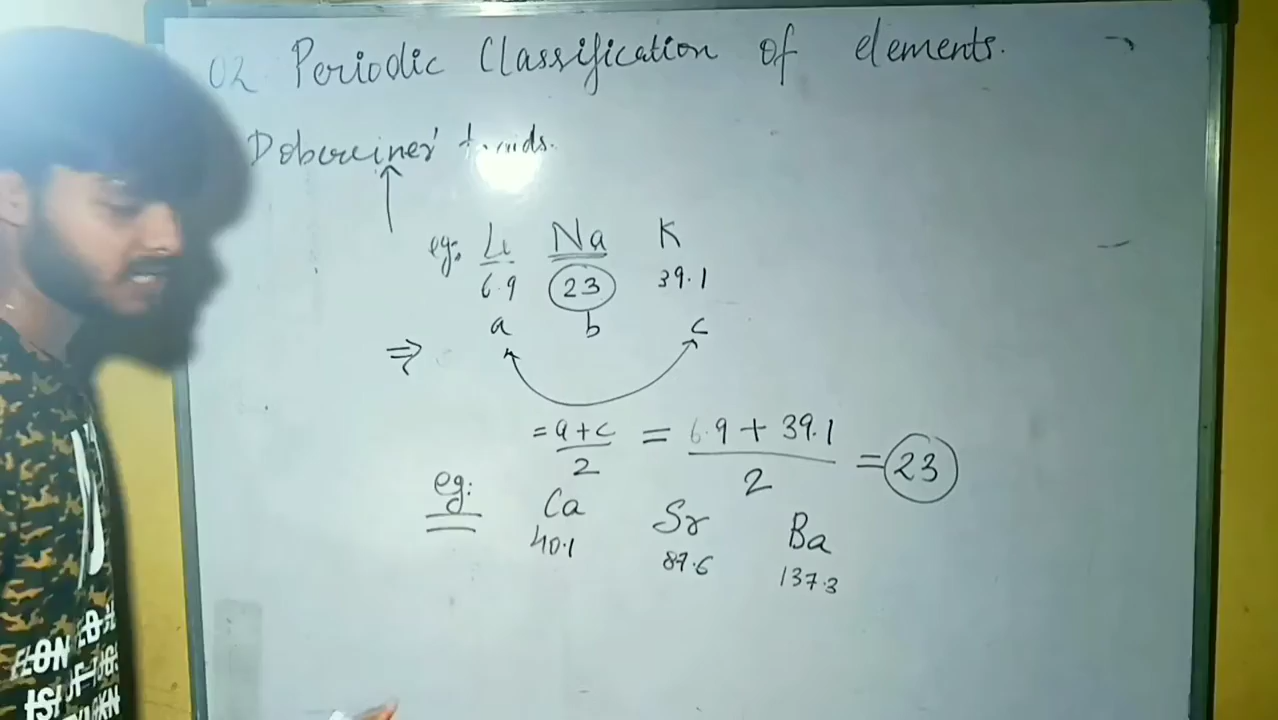 02 Periodic Classification of elements.
Dobereiner'
eg: Li Na K
6.9 23 39.1
a b c
⇒
= a+c/2 = 6.9 + 39.1/2 = 23
eg: Ca Sr Ba
40.1 87.6 137.3